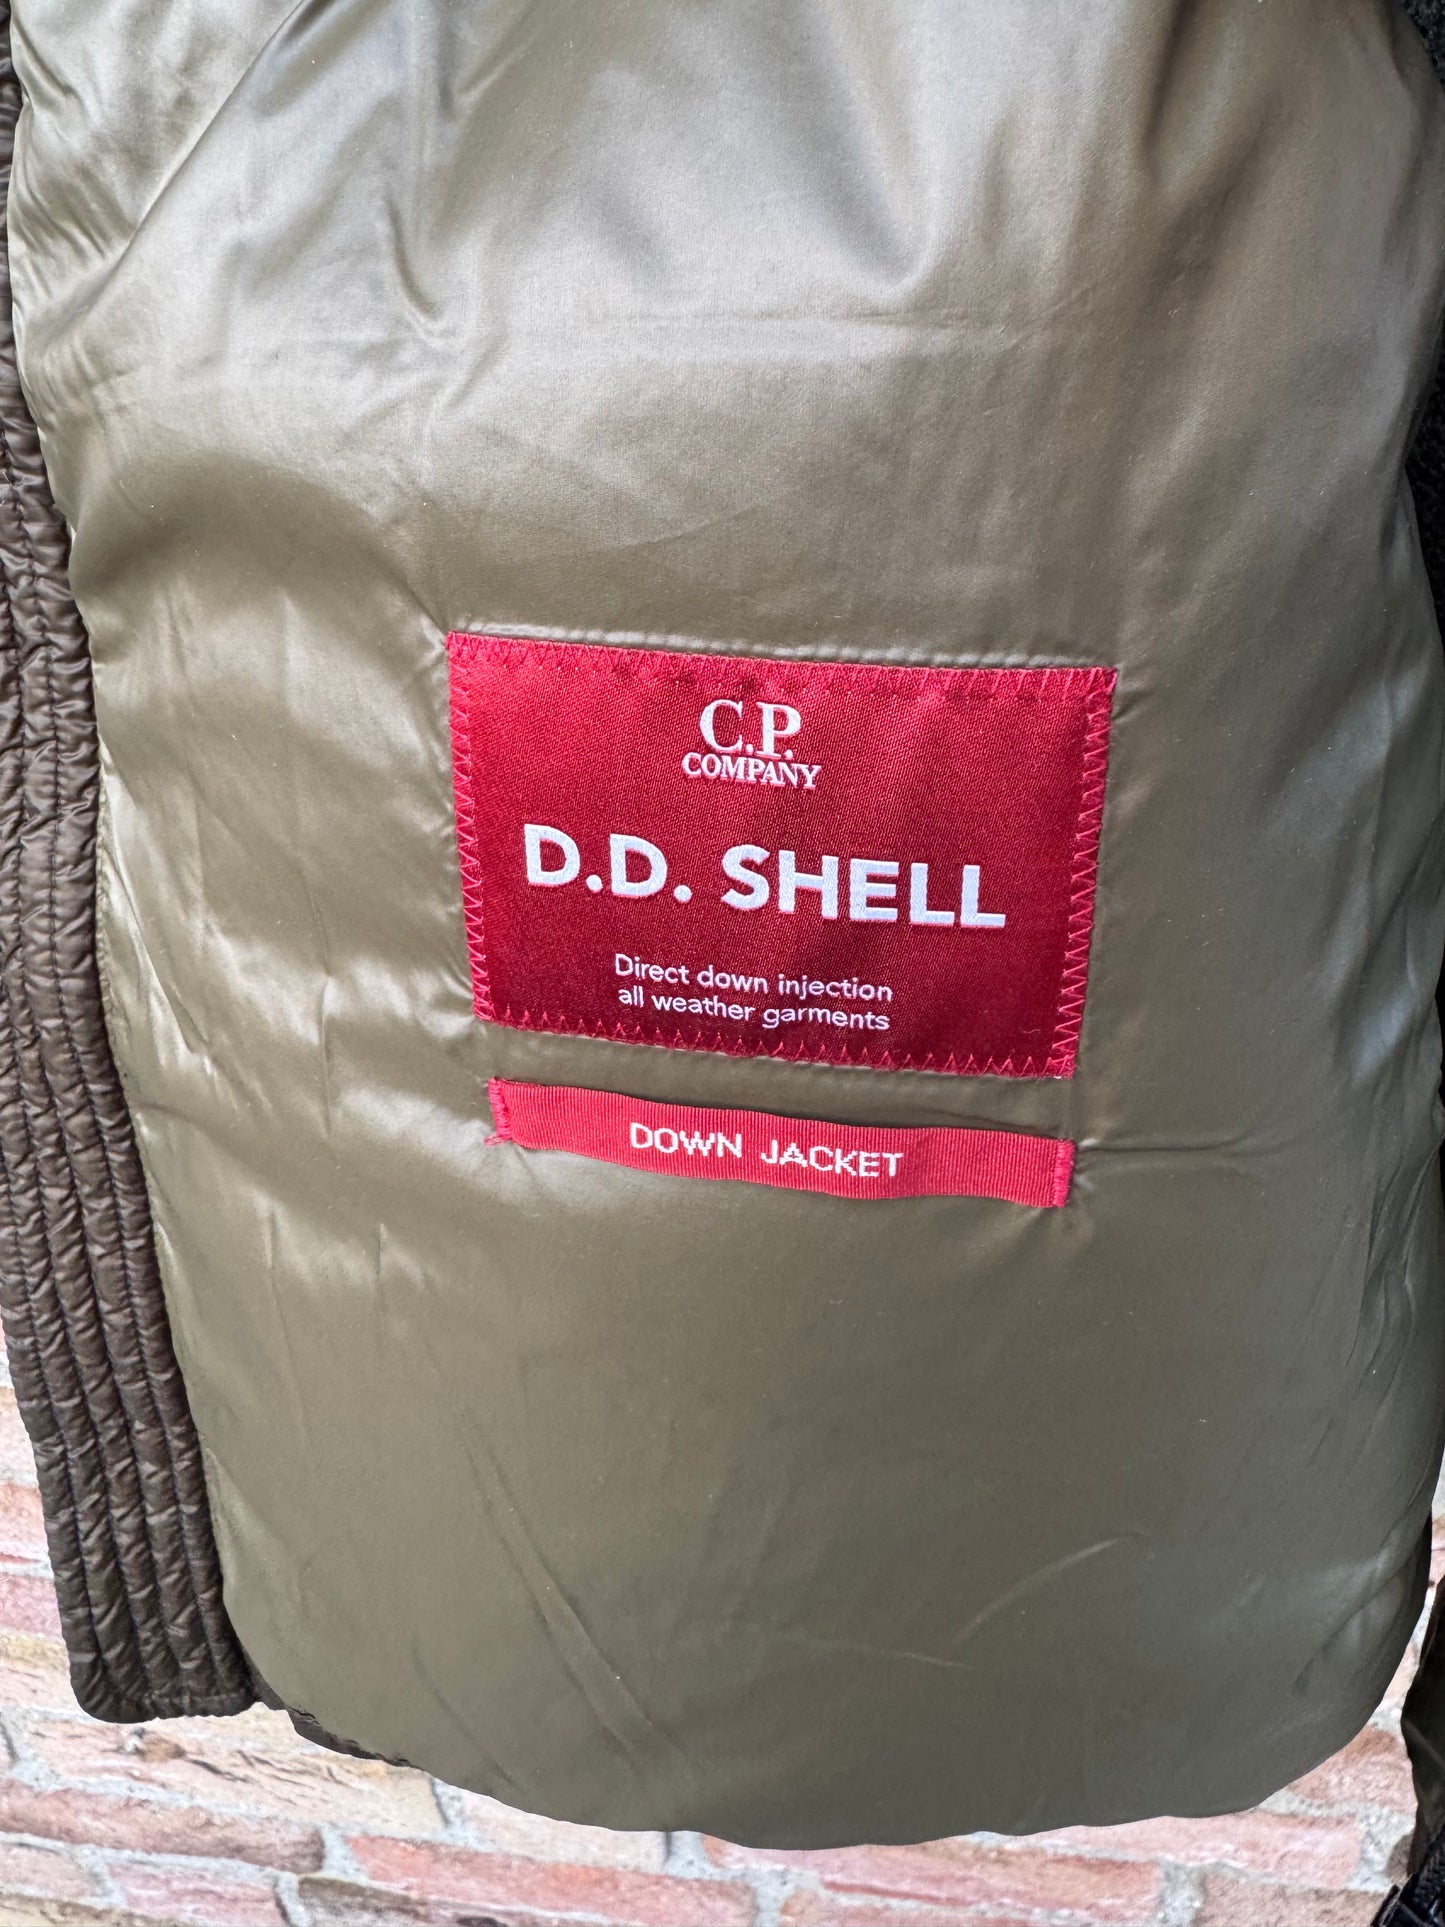 C.P.
COMPANY
D.D. SHELL
Direct down injection
all weather garments
DOWN JACKET